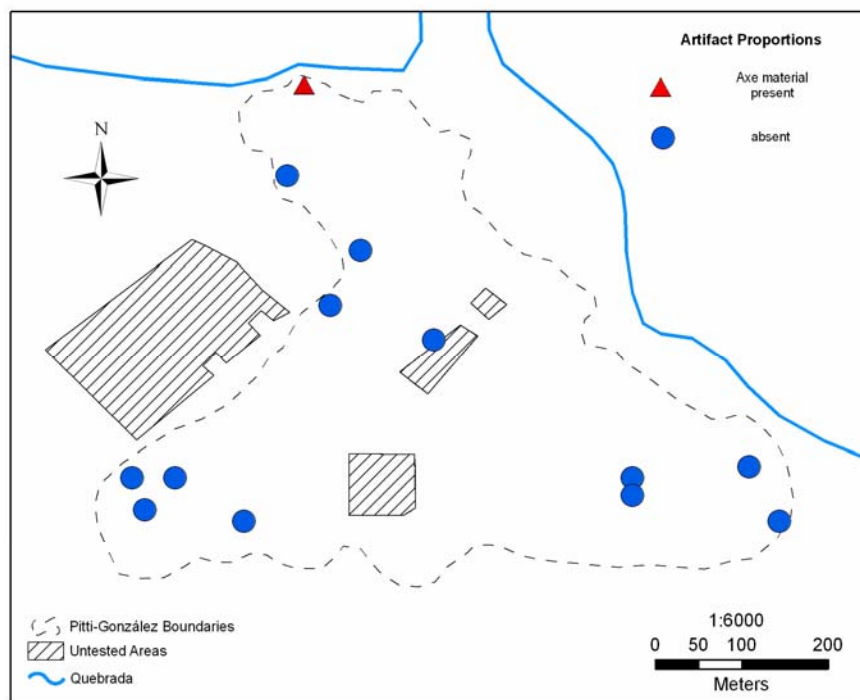 Artifact Proportions
Axe material
present
absent
N
Pitti-González Boundaries
Untested Areas
Quebrada
1:6000
0 50 100 200
Meters